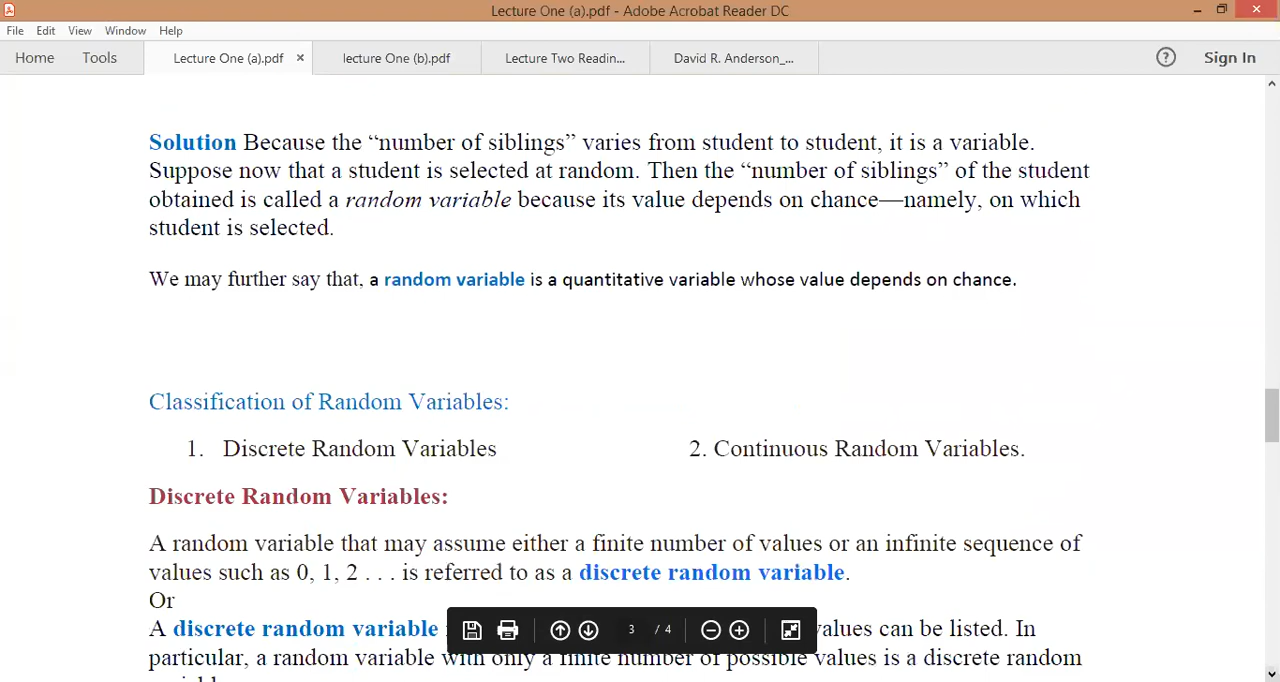 Lecture One (a).pdf - Adobe Acrobat Reader DC
File Edit View Window Help
Home Tools Lecture One (a).pdf × lecture One (b).pdf Lecture Two Readin... David R. Anderson_... ? Sign In
Solution Because the “number of siblings” varies from student to student, it is a variable.
Suppose now that a student is selected at random. Then the “number of siblings” of the student
obtained is called a random variable because its value depends on chance—namely, on which
student is selected.
We may further say that, a random variable is a quantitative variable whose value depends on chance.
Classification of Random Variables:
1. Discrete Random Variables 2. Continuous Random Variables.
Discrete Random Variables:
A random variable that may assume either a finite number of values or an infinite sequence of
values such as 0, 1, 2 . . . is referred to as a discrete random variable.
Or
A discrete random variable values can be listed. In
3 / 4
particular, a random variable with only a finite number of possible values is a discrete random